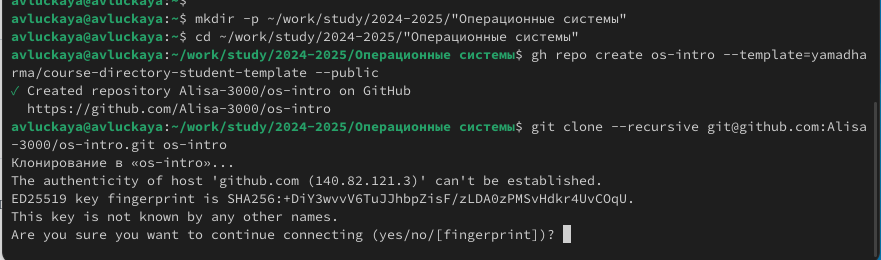 avluckaya@avluckaya:~$
avluckaya@avluckaya:~$ mkdir -p ~/work/study/2024-2025/"Операционные системы"
avluckaya@avluckaya:~$ cd ~/work/study/2024-2025/"Операционные системы"
avluckaya@avluckaya:~/work/study/2024-2025/Операционные системы$ gh repo create os-intro --template=yamadha
rma/course-directory-student-template --public
✓ Created repository Alisa-3000/os-intro on GitHub
  https://github.com/Alisa-3000/os-intro
avluckaya@avluckaya:~/work/study/2024-2025/Операционные системы$ git clone --recursive git@github.com:Alisa
-3000/os-intro.git os-intro
Клонирование в «os-intro»...
The authenticity of host 'github.com (140.82.121.3)' can't be established.
ED25519 key fingerprint is SHA256:+DiY3wvvV6TuJJhbpZisF/zLDA0zPMSvHdkr4UvCOqU.
This key is not known by any other names.
Are you sure you want to continue connecting (yes/no/[fingerprint])?